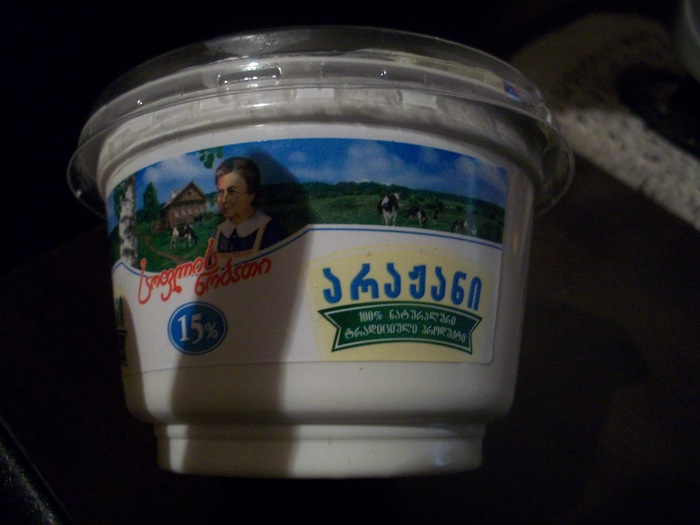 სოფლის
ნობათი
15%
არაჟანი
100% ნატურალური
ტრადიციული პროდუქტი